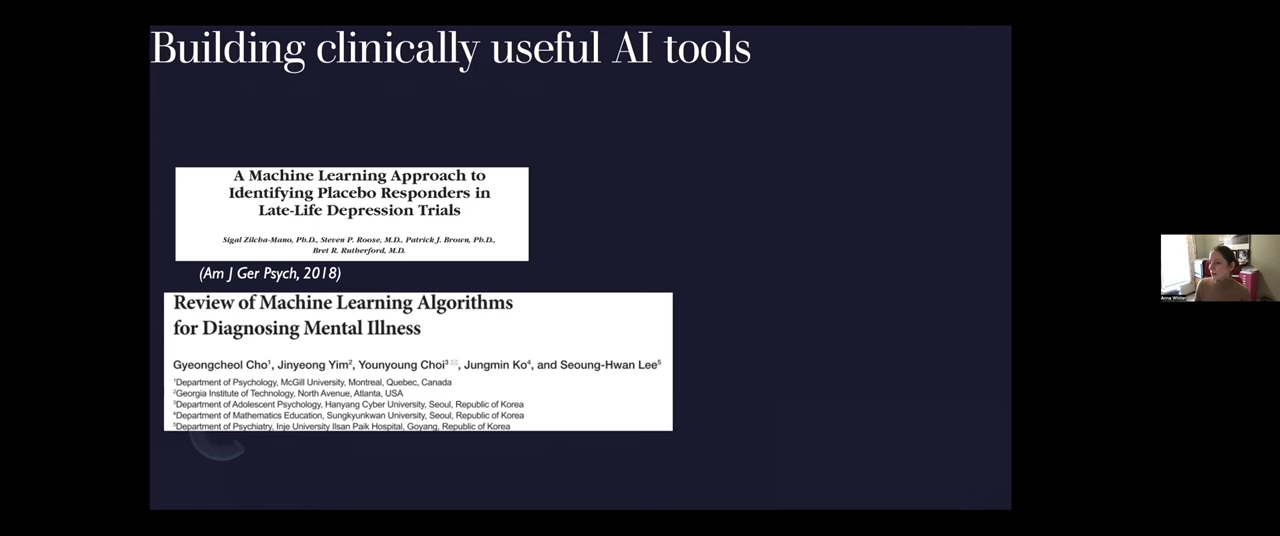 Building clinically useful AI tools
A Machine Learning Approach to
Identifying Placebo Responders in
Late-Life Depression Trials
Sigal Zilcha-Mano, Ph.D., Steven P. Roose, M.D., Patrick J. Brown, Ph.D.,
Bret R. Rutherford, M.D.
(Am J Ger Psych, 2018)
Review of Machine Learning Algorithms
for Diagnosing Mental Illness
Gyeongcheol Cho¹, Jinyeong Yim², Younyoung Choi³ ✉, Jungmin Ko⁴, and Seoung-Hwan Lee⁵
¹Department of Psychology, McGill University, Montreal, Quebec, Canada
²Georgia Institute of Technology, North Avenue, Atlanta, USA
³Department of Adolescent Psychology, Hanyang Cyber University, Seoul, Republic of Korea
⁴Department of Mathematics Education, Sungkyunkwan University, Seoul, Republic of Korea
⁵Department of Psychiatry, Inje University Ilsan Paik Hospital, Goyang, Republic of Korea
Anna Winter